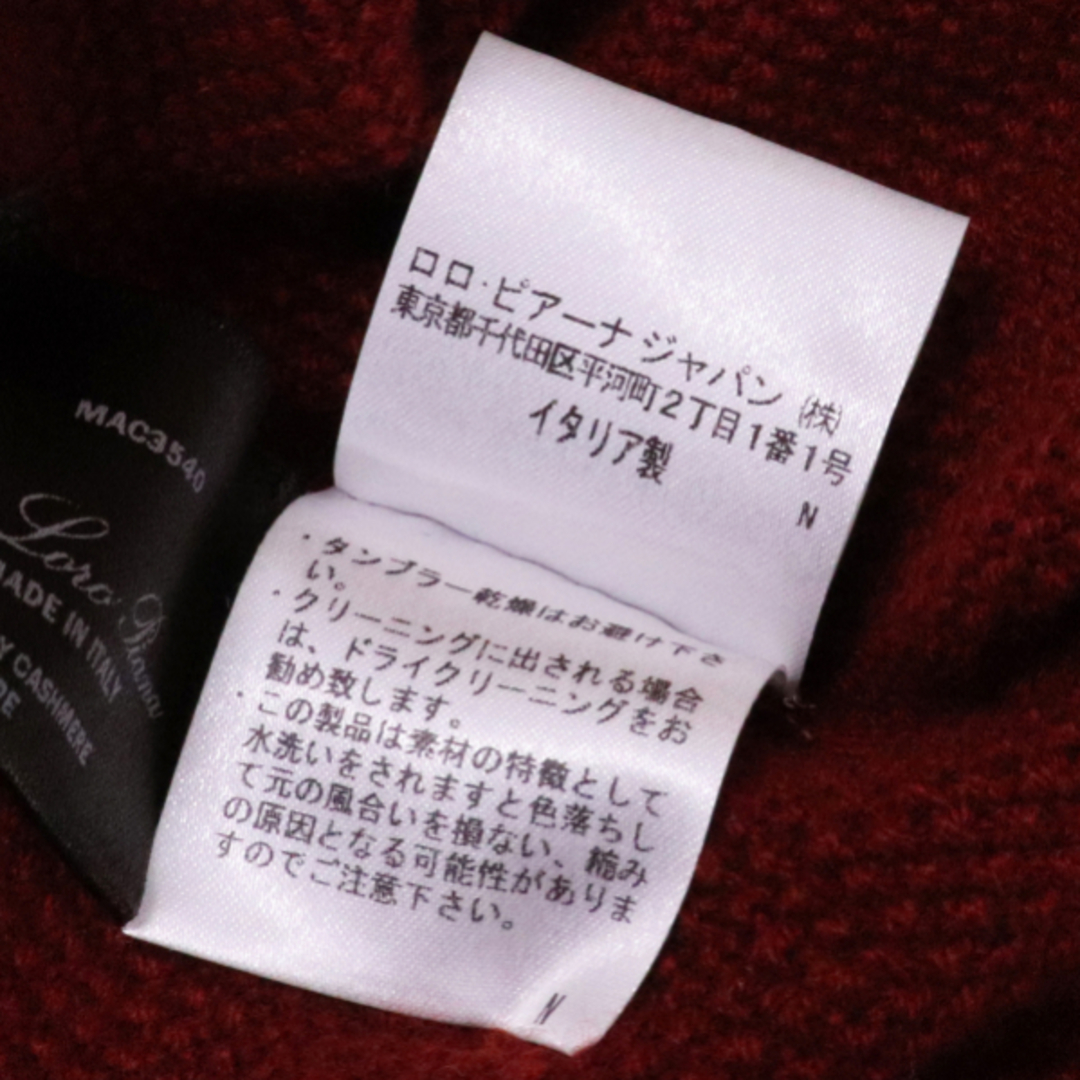 ロロ・ピアーナ ジャパン (株)
東京都千代田区平河町2丁目1番1号
イタリア製
N
・タンブラー乾燥はお避け下さ
い。
・クリーニングに出される場合
は、ドライクリーニングをお
勧め致します。
・この製品は素材の特徴として
水洗いをされますと色落ちし
て元の風合いを損ない、縮み
の原因となる可能性がありま
すのでご注意下さい。
N
MAC3540
Loro Piana
MADE IN ITALY
CASHMERE